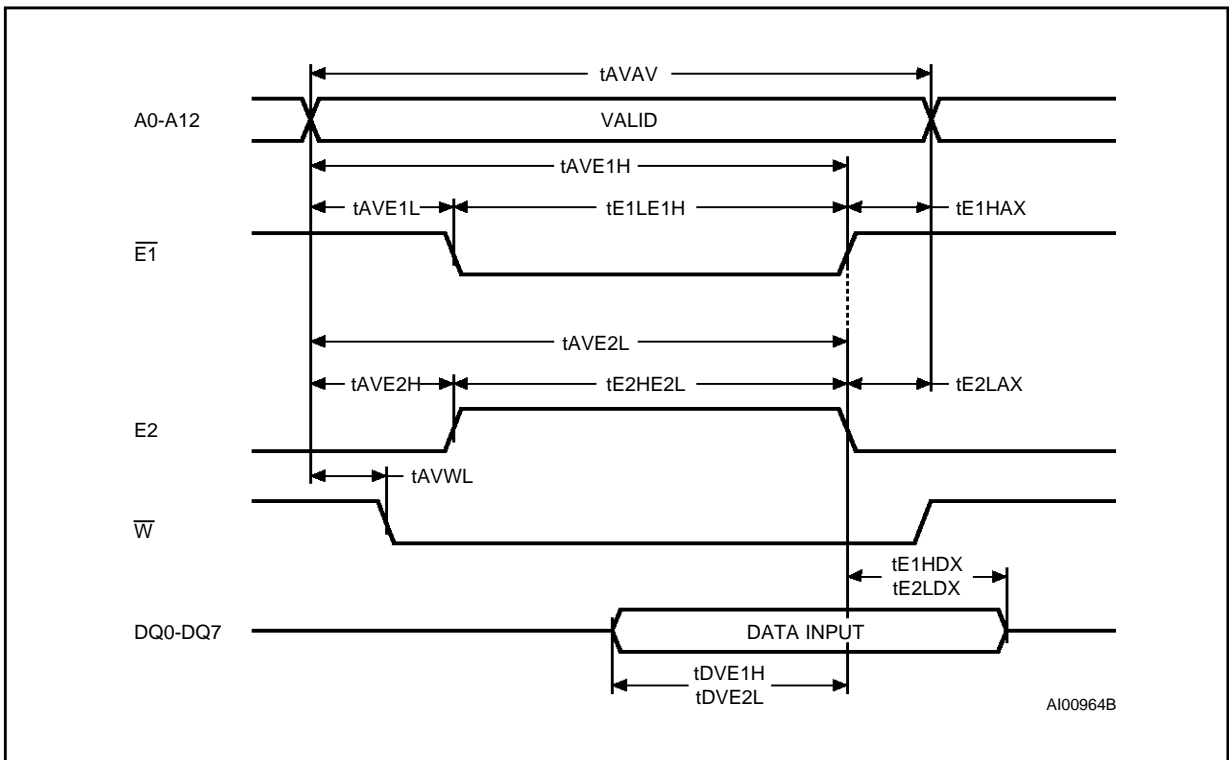 tAVAV
A0-A12
VALID
tAVE1H
tAVE1L
tE1LE1H
tE1HAX
E1
tAVE2L
tAVE2H
tE2HE2L
tE2LAX
E2
tAVWL
W
tE1HDX
tE2LDX
DQ0-DQ7
DATA INPUT
tDVE1H
tDVE2L
AI00964B